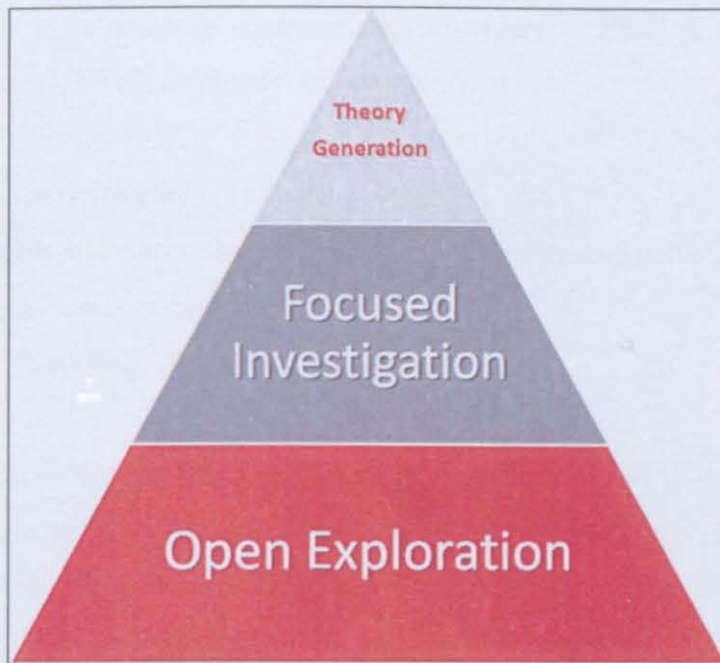 Theory
Generation
Focused
Investigation
Open Exploration